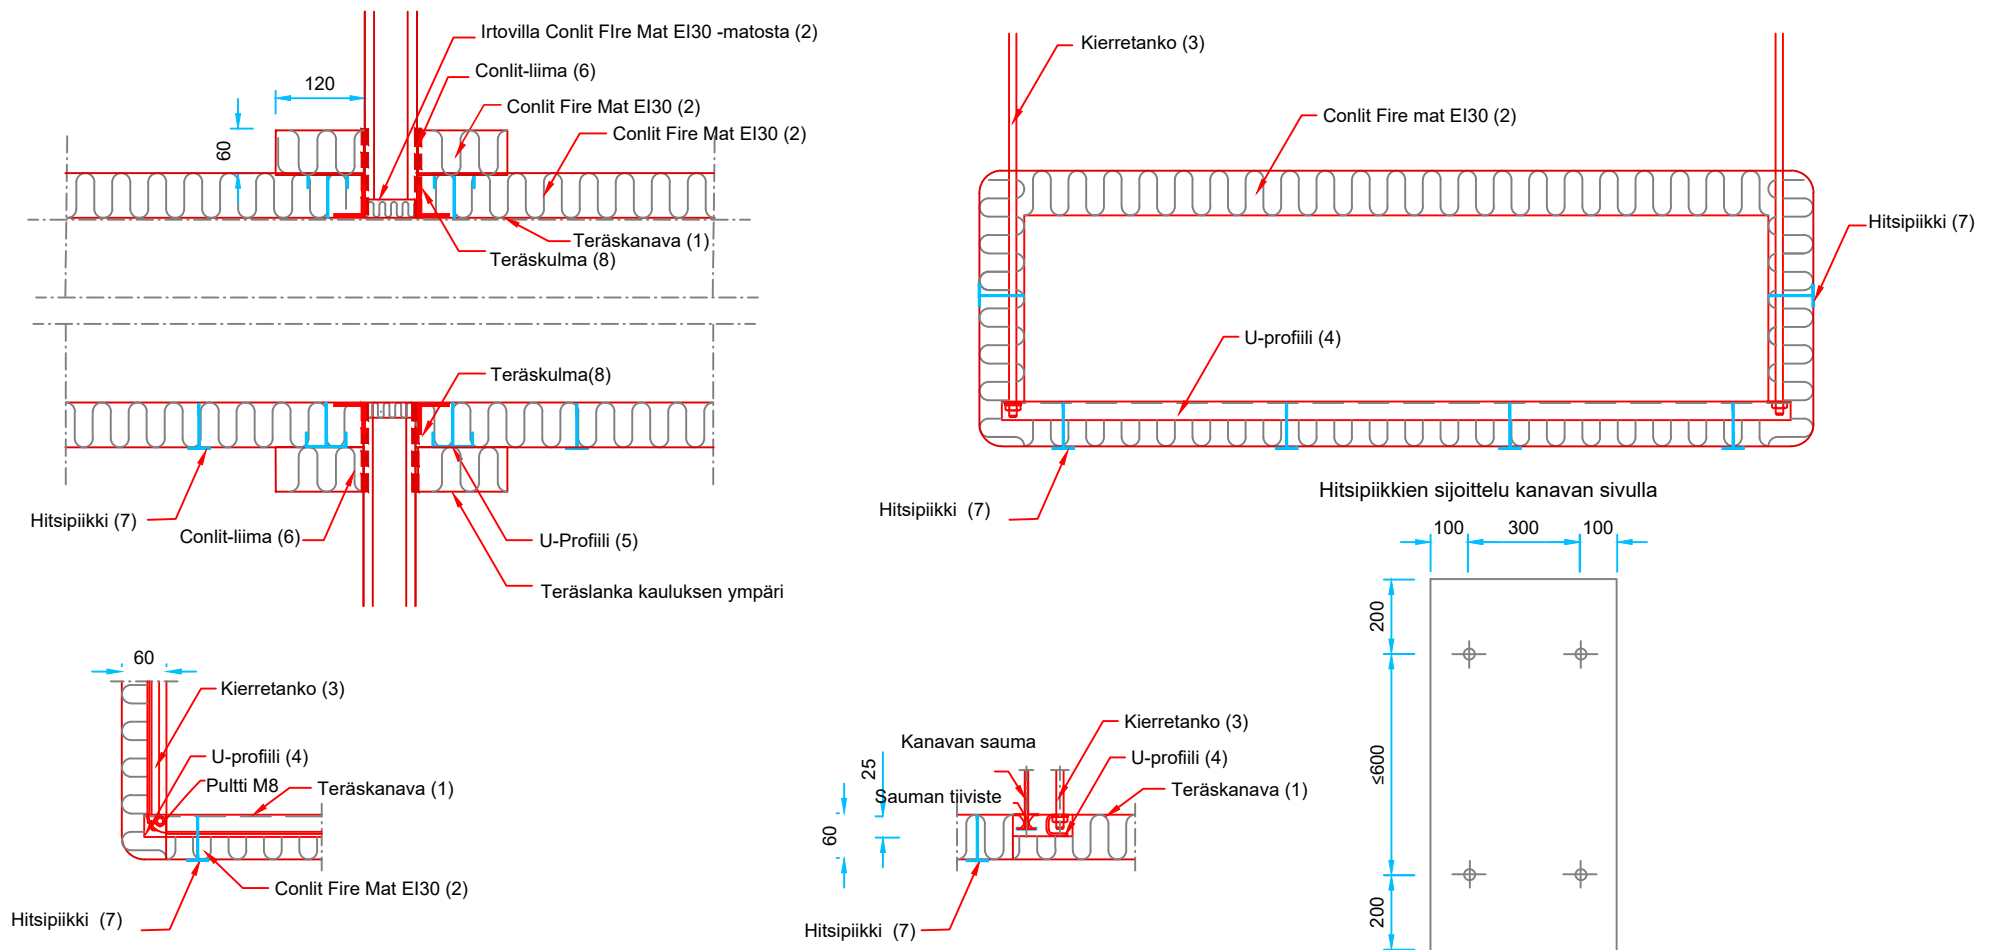 Irtovilla Conlit FIre Mat EI30 -matosta (2)
Conlit-liima (6)
120
Conlit Fire Mat EI30 (2)
Conlit Fire Mat EI30 (2)
60
Teräskanava (1)
Teräskulma (8)
Teräskulma(8)
Hitsipiikki (7)
Conlit-liima (6)
U-Profiili (5)
Teräslanka kauluksen ympäri
Kierretanko (3)
Conlit Fire mat EI30 (2)
Hitsipiikki (7)
U-profiili (4)
Hitsipiikki (7)
Hitsipiikkien sijoittelu kanavan sivulla
100
300
100
200
≤600
200
60
Kierretanko (3)
U-profiili (4)
Pultti M8
Teräskanava (1)
Conlit Fire Mat EI30 (2)
Hitsipiikki (7)
Kierretanko (3)
Kanavan sauma
U-profiili (4)
25
Sauman tiiviste
Teräskanava (1)
60
Hitsipiikki (7)